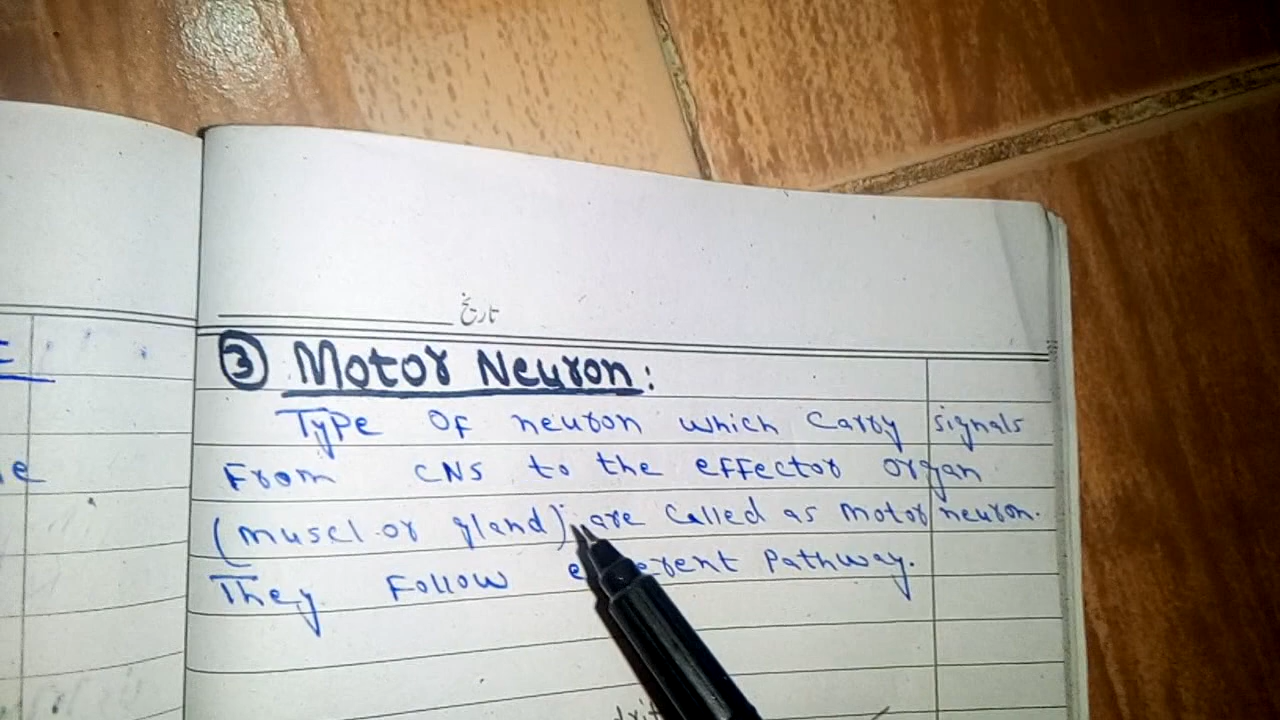 تاریخ
③ Motor Neuron:
Type of neuron which carry signals
From CNS to the effector organ
(muscl or gland) are called as motor neuron.
They Follow pathway.